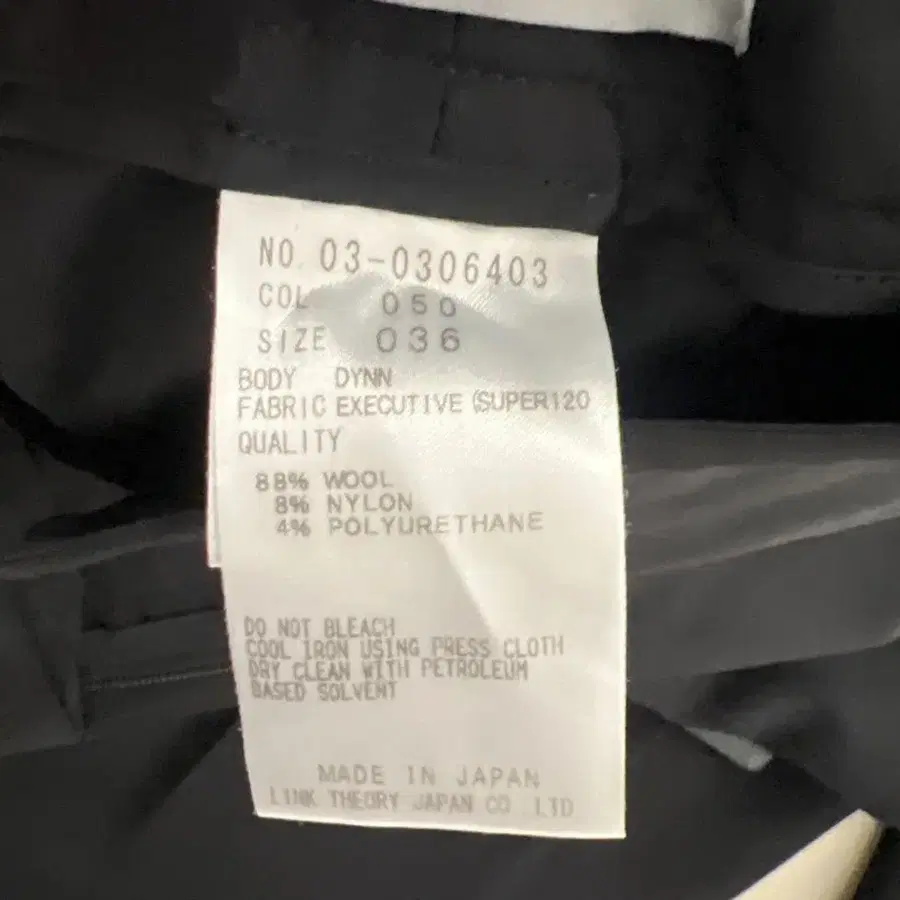 NO. 03-0306403
COL 050
SIZE 036
BODY DYNN
FABRIC EXECUTIVE (SUPER120
QUALITY
88% WOOL
8% NYLON
4% POLYURETHANE
DO NOT BLEACH
COOL IRON USING PRESS CLOTH
DRY CLEAN WITH PETROLEUM
BASED SOLVENT
MADE IN JAPAN
LINK THEORY JAPAN CO.,LTD